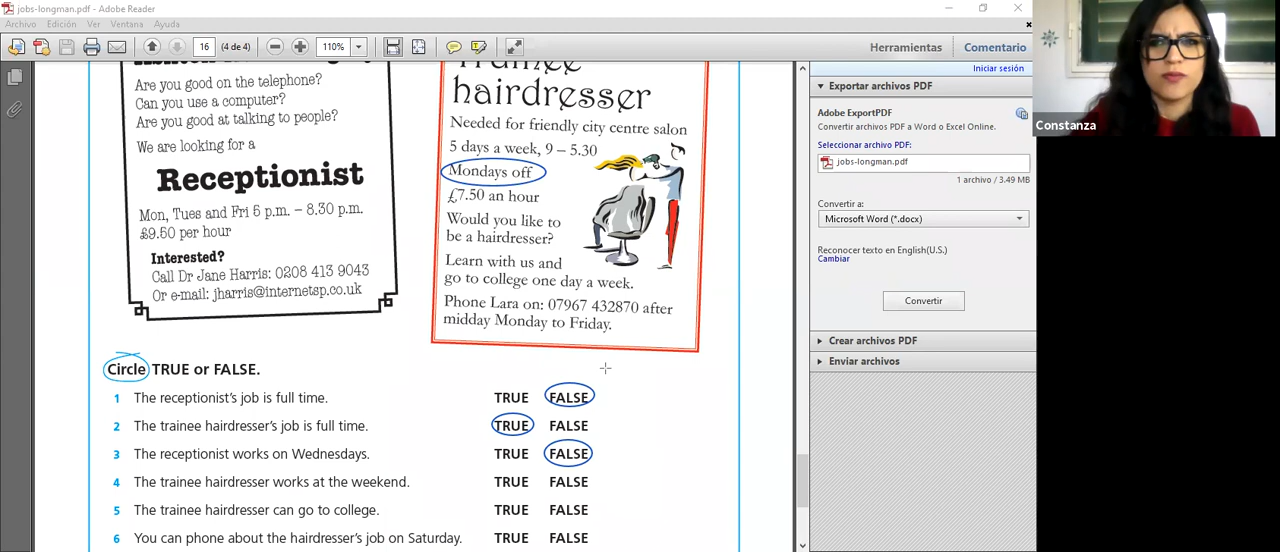 jobs-longman.pdf - Adobe Reader
Archivo Edición Ver Ventana Ayuda
16 (4 de 4) 110% Herramientas Comentario
Are you good on the telephone?
Can you use a computer?
Are you good at talking to people?
We are looking for a
Receptionist
Mon, Tues and Fri 5 p.m. – 8.30 p.m.
£9.50 per hour
Interested?
Call Dr Jane Harris: 0208 413 9043
Or e-mail: jharris@internetsp.co.uk
Trainee
hairdresser
Needed for friendly city centre salon
5 days a week, 9 – 5.30
Mondays off
£7.50 an hour
Would you like to
be a hairdresser?
Learn with us and
go to college one day a week.
Phone Lara on: 07967 432870 after
midday Monday to Friday.
Circle TRUE or FALSE.
1 The receptionist's job is full time. TRUE FALSE
2 The trainee hairdresser's job is full time. TRUE FALSE
3 The receptionist works on Wednesdays. TRUE FALSE
4 The trainee hairdresser works at the weekend. TRUE FALSE
5 The trainee hairdresser can go to college. TRUE FALSE
6 You can phone about the hairdresser's job on Saturday. TRUE FALSE
Iniciar sesión
Exportar archivos PDF
Adobe ExportPDF
Convertir archivos PDF a Word o Excel Online.
Seleccionar archivo PDF:
jobs-longman.pdf
1 archivo / 3.49 MB
Convertir a:
Microsoft Word (*.docx)
Reconocer texto en English(U.S.)
Cambiar
Convertir
Crear archivos PDF
Enviar archivos
Constanza